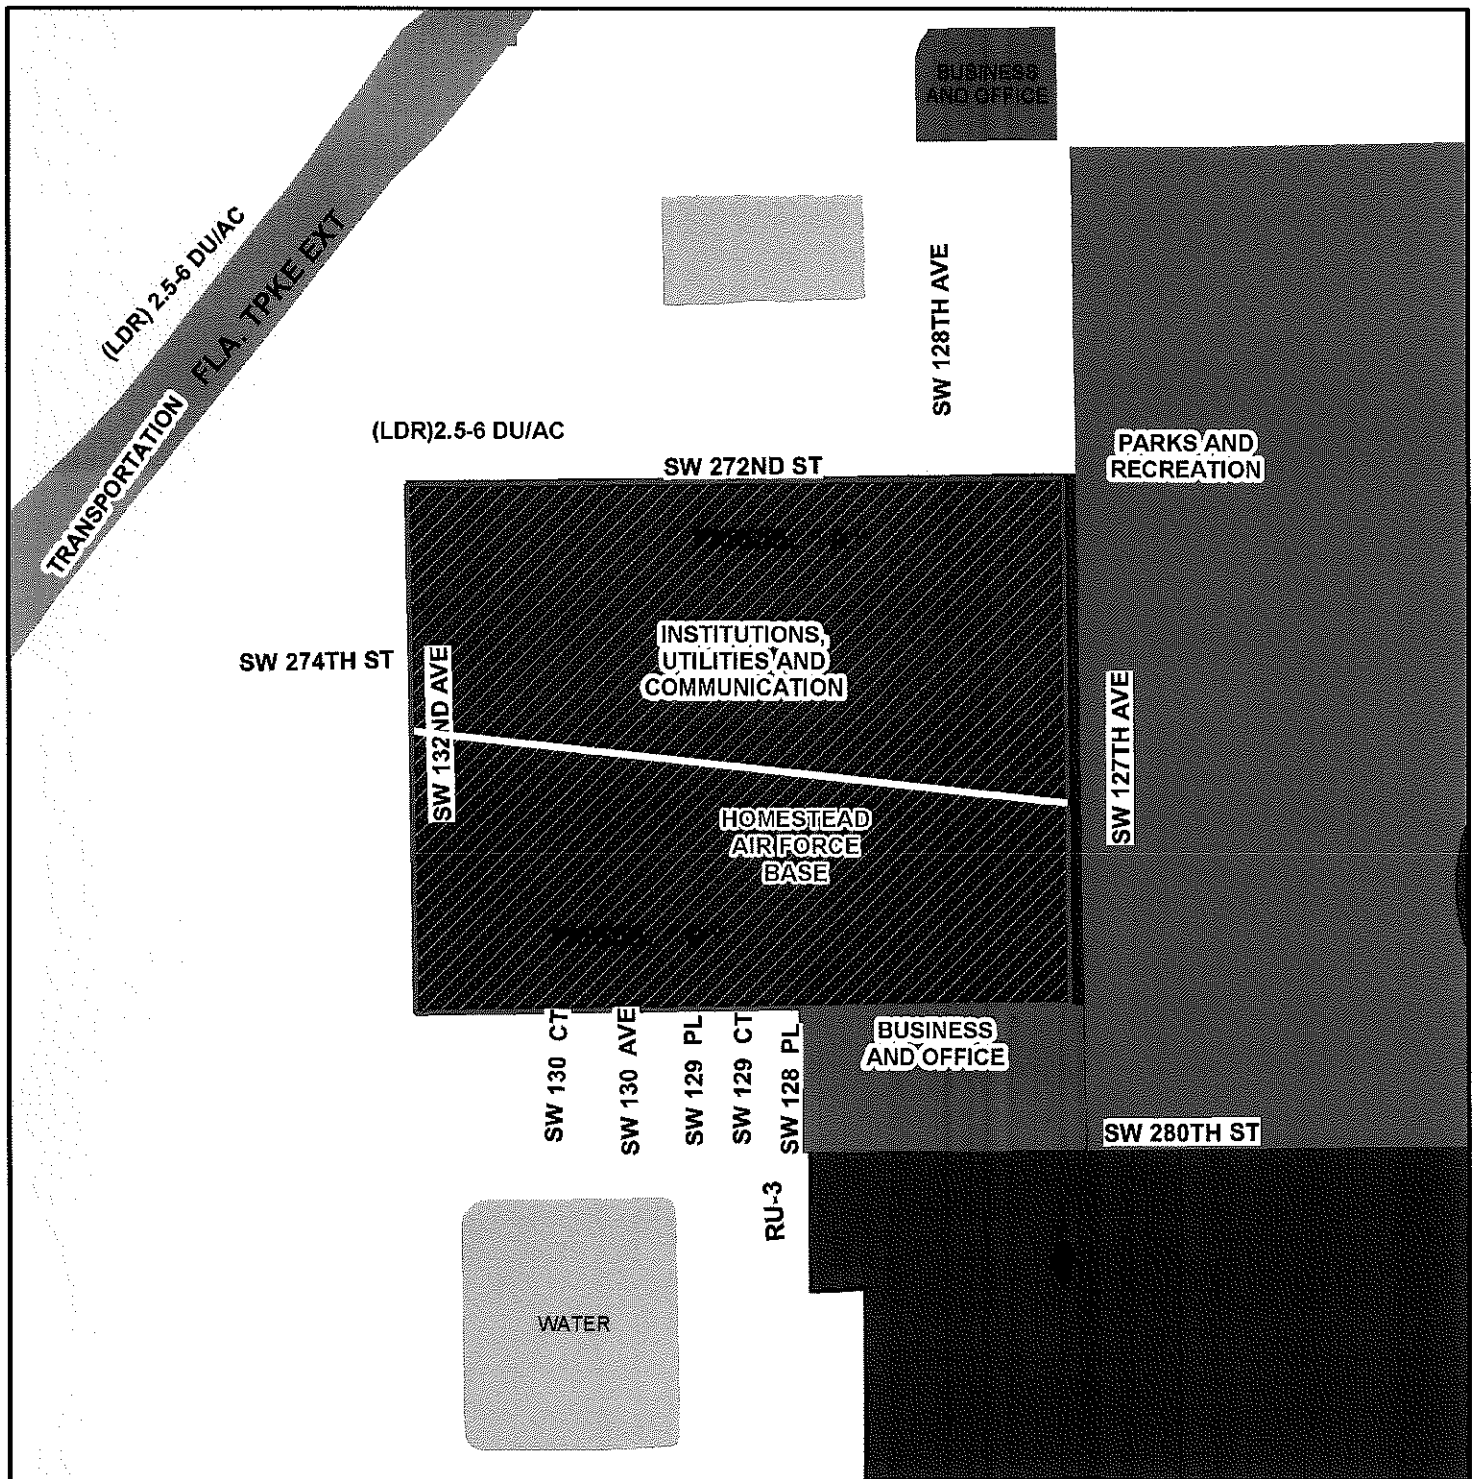 BUSINESS
AND OFFICE
(LDR) 2.5-6 DU/AC
FLA. TPKE EXT
TRANSPORTATION
SW 128TH AVE
(LDR)2.5-6 DU/AC
SW 272ND ST
PARKS AND
RECREATION
INSTITUTIONS,
UTILITIES AND
COMMUNICATION
SW 274TH ST
SW 132ND AVE
SW 127TH AVE
HOMESTEAD
AIR FORCE
BASE
SW 130 CT
SW 130 AVE
SW 129 PL
SW 129 CT
SW 128 PL
BUSINESS
AND OFFICE
SW 280TH ST
RU-3
WATER